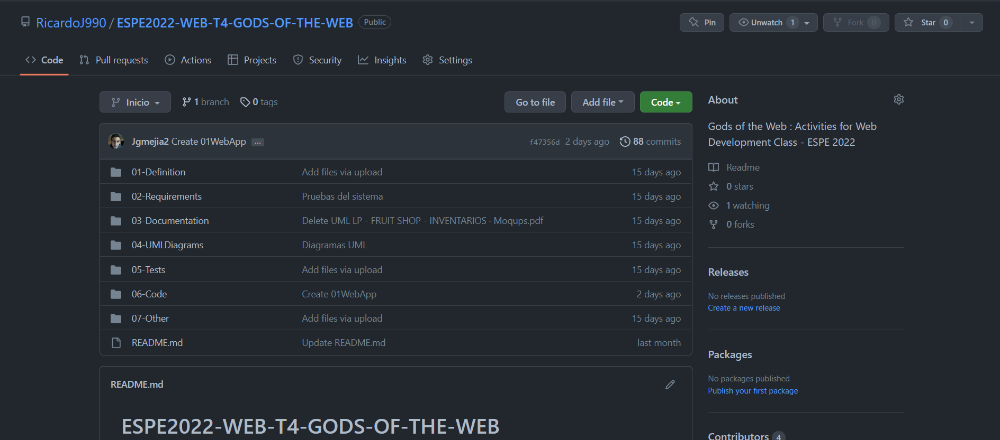 RicardoJ990 / ESPE2022-WEB-T4-GODS-OF-THE-WEB Public Pin Unwatch 1 Fork 0 Star 0
Code Pull requests Actions Projects Security Insights Settings
Inicio 1 branch 0 tags Go to file Add file Code
Jgmejia2 Create 01WebApp ... f47356d 2 days ago 88 commits
01-Definition Add files via upload 15 days ago
02-Requirements Pruebas del sistema 15 days ago
03-Documentation Delete UML LP - FRUIT SHOP - INVENTARIOS · Moqups.pdf 15 days ago
04-UMLDiagrams Diagramas UML 15 days ago
05-Tests Add files via upload 15 days ago
06-Code Create 01WebApp 2 days ago
07-Other Add files via upload 15 days ago
README.md Update README.md last month
README.md
ESPE2022-WEB-T4-GODS-OF-THE-WEB
About
Gods of the Web : Activities for Web
Development Class - ESPE 2022
Readme
0 stars
1 watching
0 forks
Releases
No releases published
Create a new release
Packages
No packages published
Publish your first package
Contributors 4